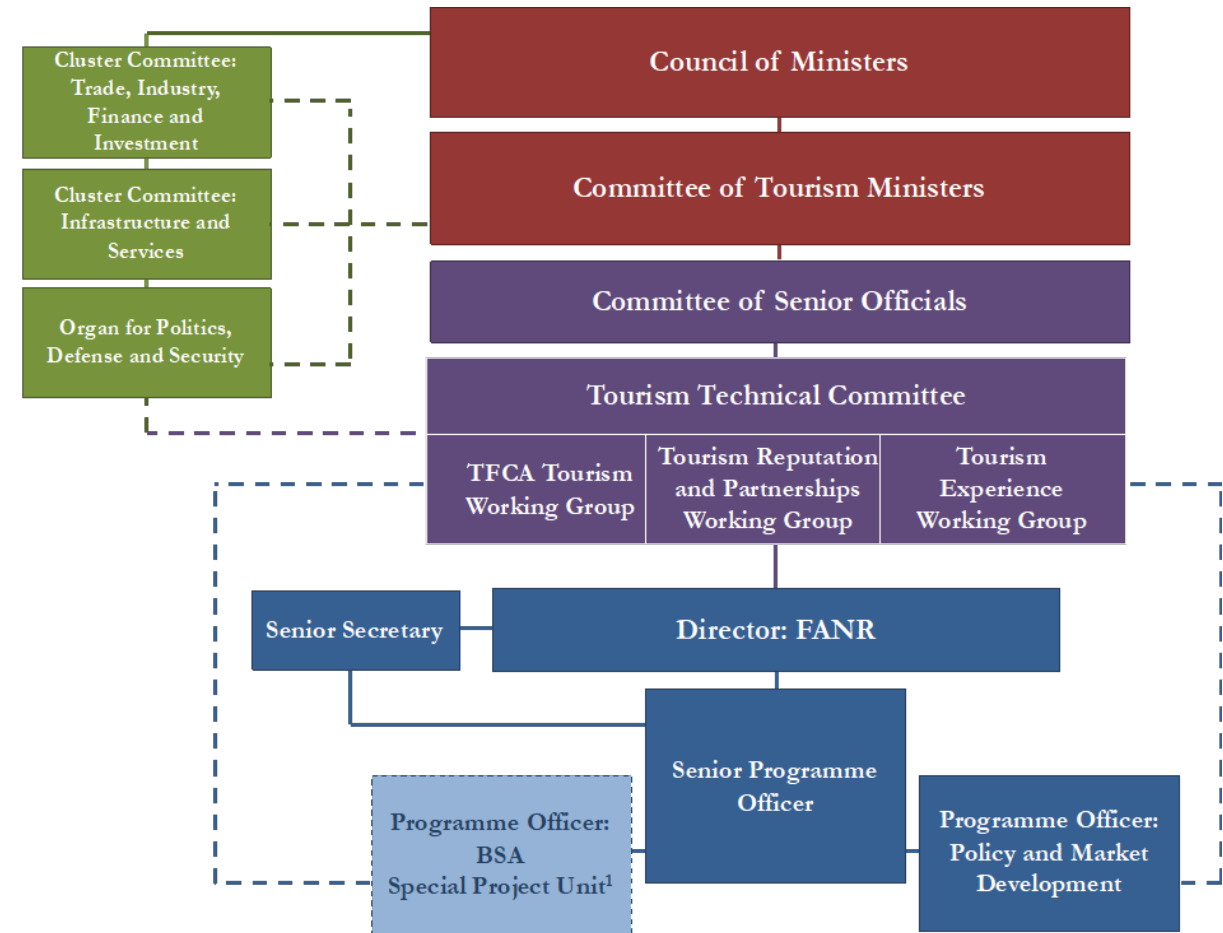 Council of Ministers
Cluster Committee:
Trade, Industry,
Finance and
Investment
Committee of Tourism Ministers
Cluster Committee:
Infrastructure and
Services
Committee of Senior Officials
Organ for Politics,
Defense and Security
Tourism Technical Committee
TFCA Tourism
Working Group
Tourism Reputation
and Partnerships
Working Group
Tourism
Experience
Working Group
Senior Secretary
Director: FANR
Senior Programme
Officer
Programme Officer:
BSA
Special Project Unit¹
Programme Officer:
Policy and Market
Development